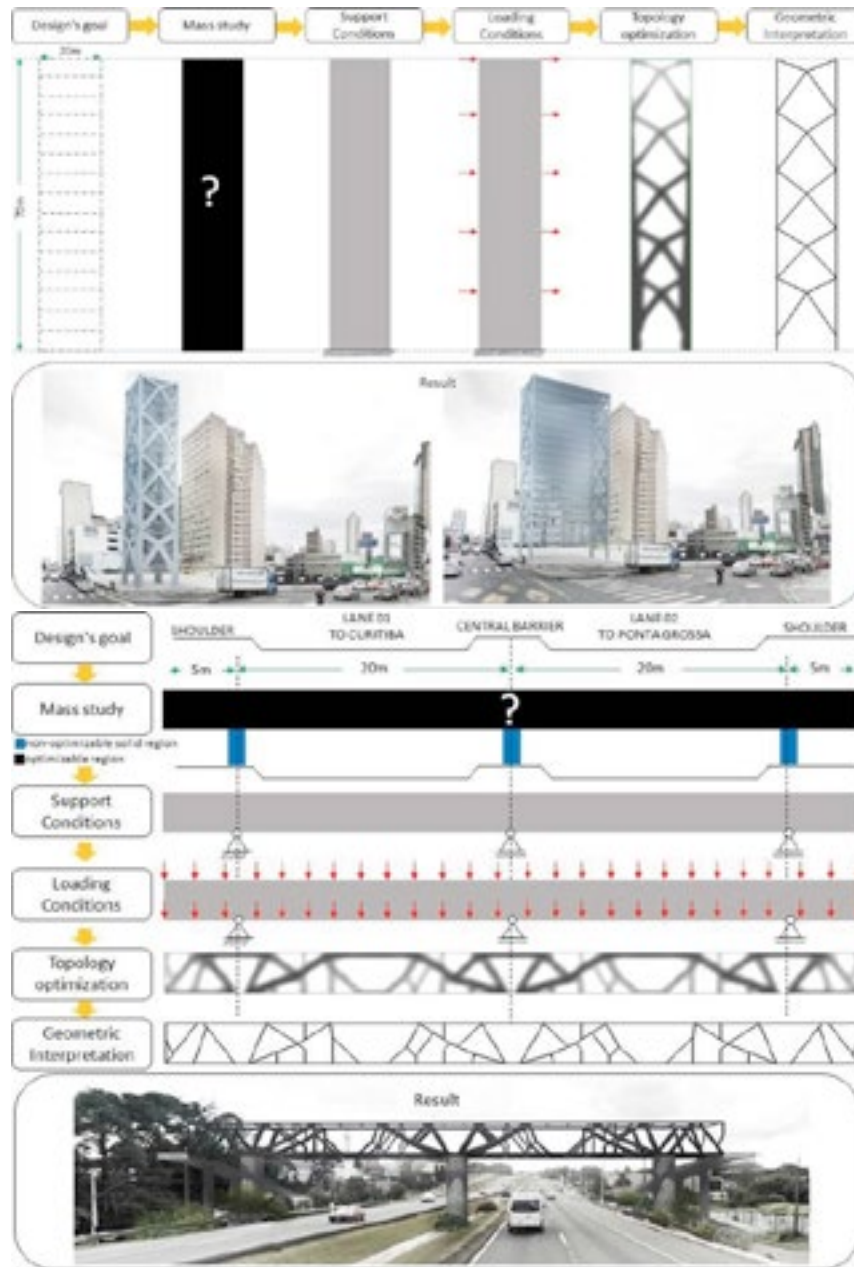 Design's goal
Mass study
Support
Conditions
Loading
Conditions
Topology
optimization
Geometric
Interpretation
20m
70m
?
Result
Design's goal
SHOULDER
LANE 01
TO CURITIBA
CENTRAL BARRIER
LANE 02
TO PONTA GROSSA
SHOULDER
5m
20m
20m
5m
Mass study
?
non-optimizable solid region
optimizable region
Support
Conditions
Loading
Conditions
Topology
optimization
Geometric
Interpretation
Result